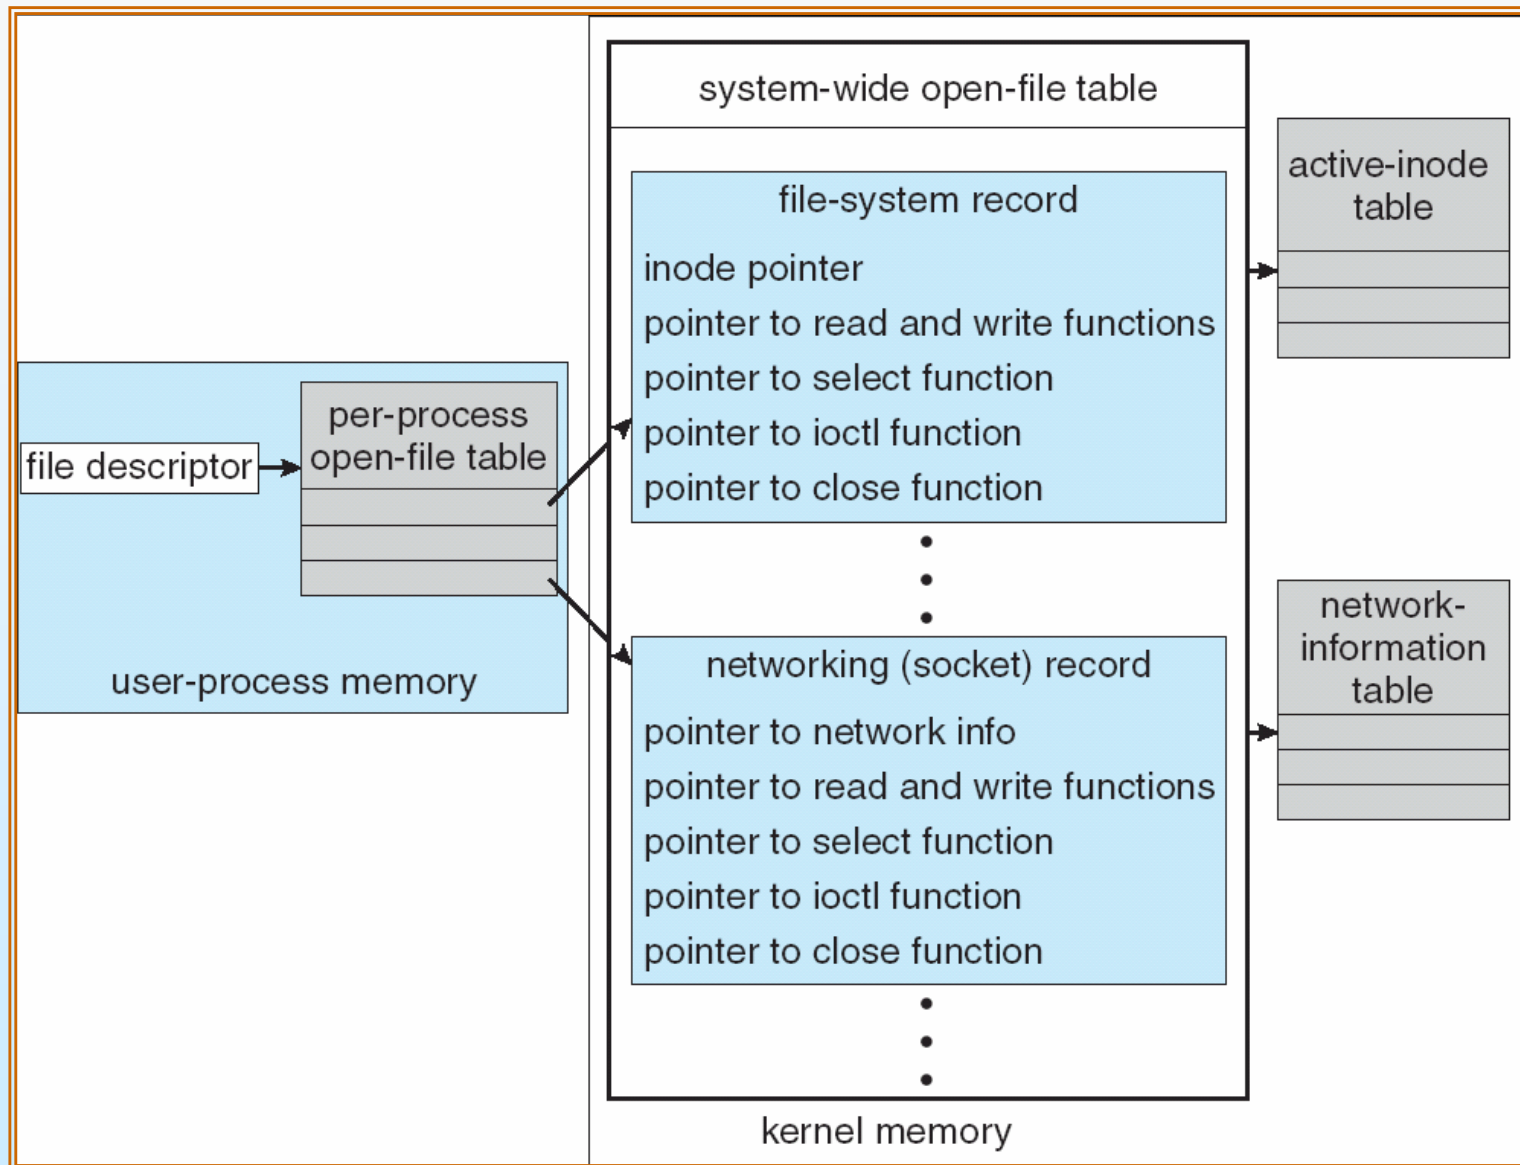 system-wide open-file table
file-system record
inode pointer
pointer to read and write functions
pointer to select function
pointer to ioctl function
pointer to close function
active-inode
table
file descriptor
per-process
open-file table
user-process memory
networking (socket) record
pointer to network info
pointer to read and write functions
pointer to select function
pointer to ioctl function
pointer to close function
network-
information
table
kernel memory